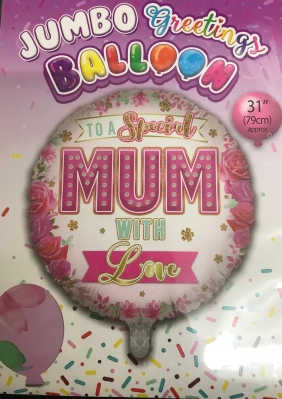 JUMBO Greetings
BALLOON
31"
(79cm)
approx
TO A Special
MUM
WITH
Love